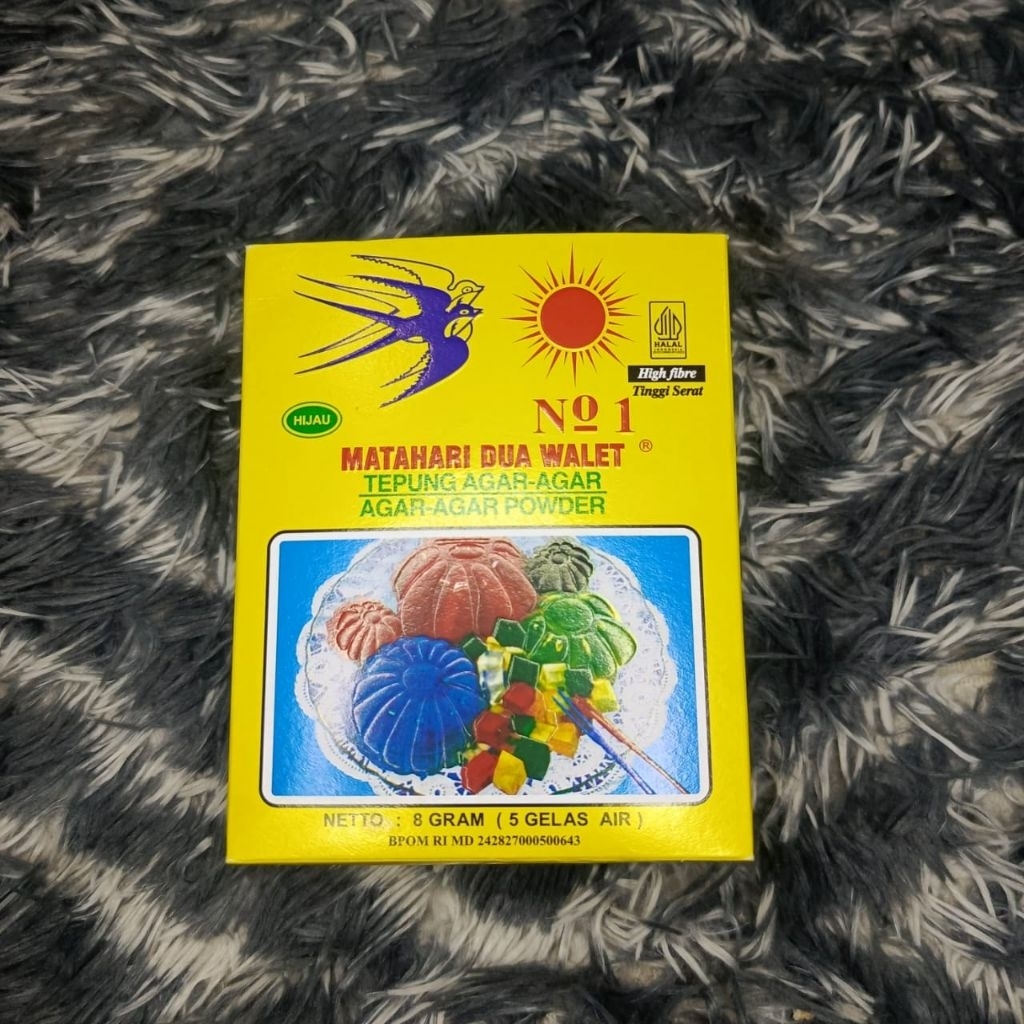 HALAL
INDONESIA
High fibre
Tinggi Serat
HIJAU
Nº 1
MATAHARI DUA WALET ®
TEPUNG AGAR-AGAR
AGAR-AGAR POWDER
NETTO : 8 GRAM ( 5 GELAS AIR )
BPOM RI MD 242827000500643